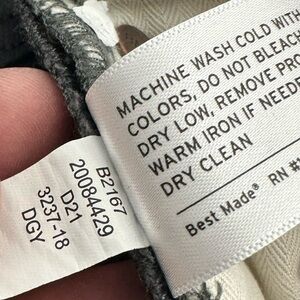 MACHINE WASH COLD WITH
COLORS, DO NOT BLEACH
DRY LOW, REMOVE PRO
WARM IRON IF NEEDE
DRY CLEAN
Best Made® RN #
B2167
20084429
D21
3237-18
DGY